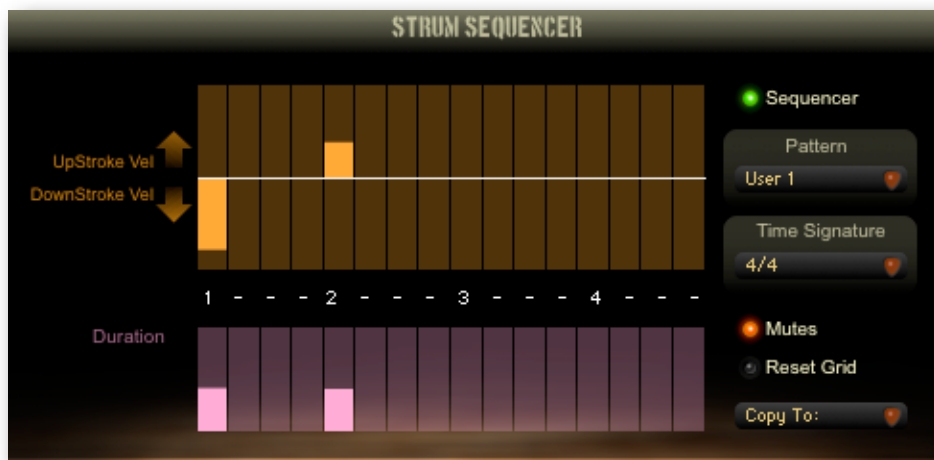 STRUM SEQUENCER
Sequencer
Pattern
UpStroke Vel
User 1
DownStroke Vel
Time Signature
4/4
1 - - - 2 - - - 3 - - - 4 - - -
Mutes
Duration
Reset Grid
Copy To: